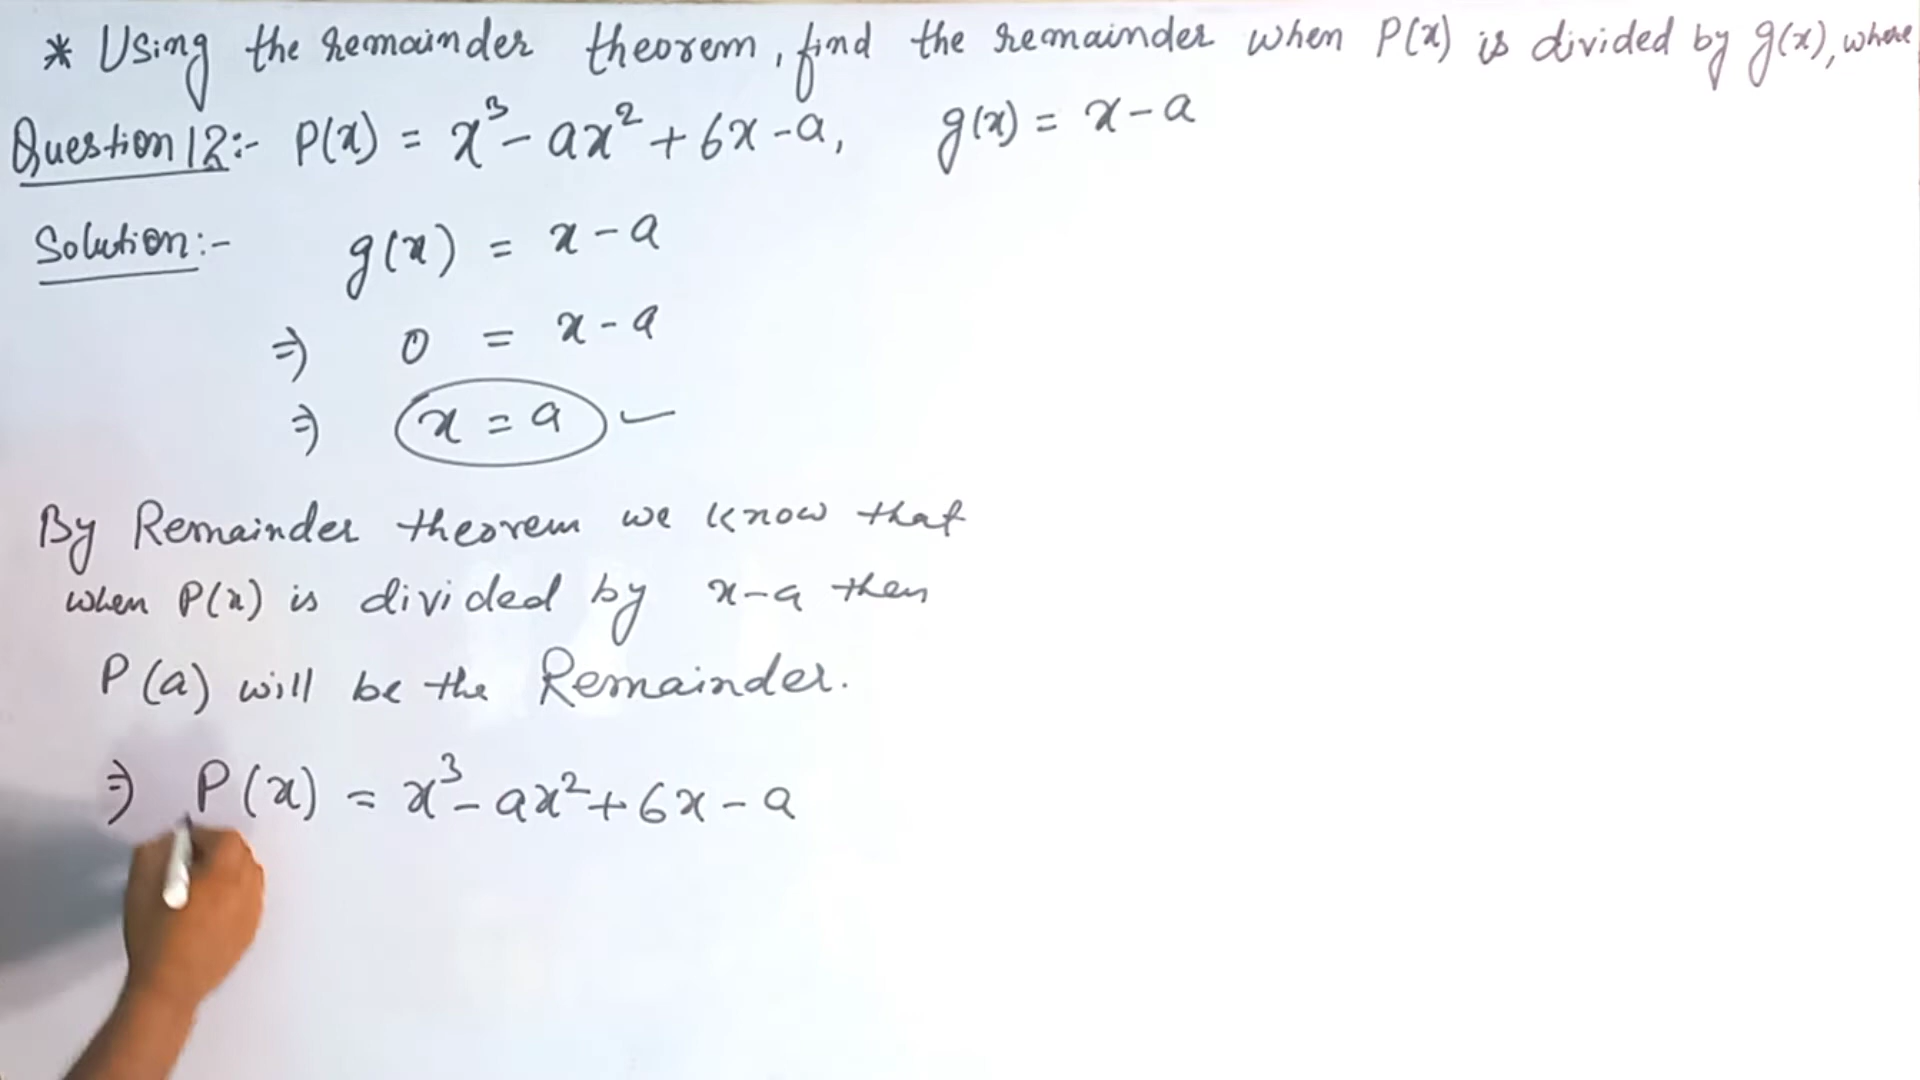 * Using the remainder theorem, find the remainder when P(x) is divided by g(x), where
Question 12:- P(x) = x³ - ax² + 6x - a, g(x) = x - a
Solution:- g(x) = x - a
⇒ 0 = x - a
⇒ x = a ✓
By Remainder theorem we know that
when P(x) is divided by x - a then
P(a) will be the Remainder.
⇒ P(x) = x³ - ax² + 6x - a